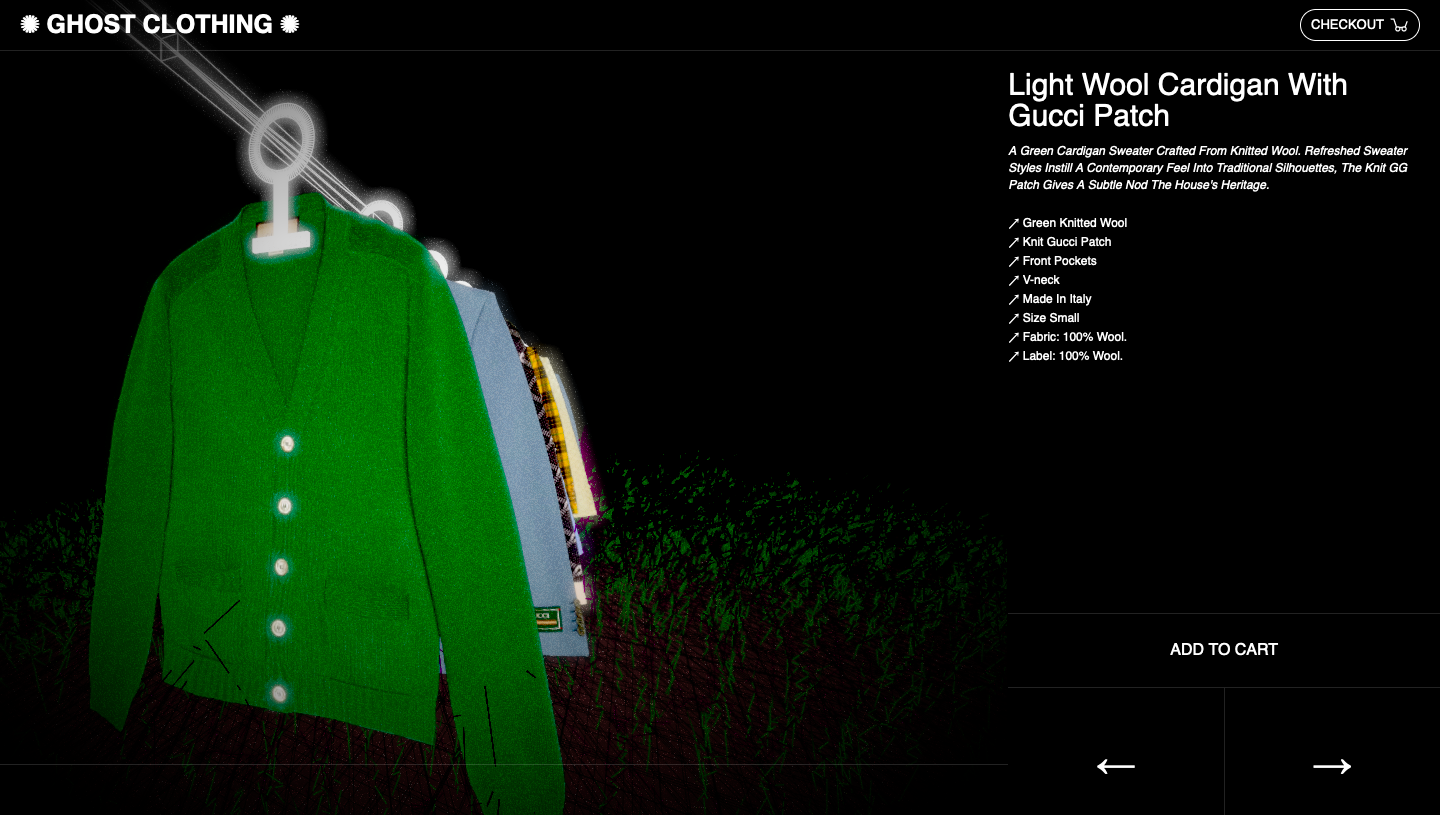 ✺ GHOST CLOTHING ✺
CHECKOUT
Light Wool Cardigan With
Gucci Patch
A Green Cardigan Sweater Crafted From Knitted Wool. Refreshed Sweater
Styles Instill A Contemporary Feel Into Traditional Silhouettes, The Knit GG
Patch Gives A Subtle Nod The House's Heritage.
↗ Green Knitted Wool
↗ Knit Gucci Patch
↗ Front Pockets
↗ V-neck
↗ Made In Italy
↗ Size Small
↗ Fabric: 100% Wool.
↗ Label: 100% Wool.
ADD TO CART
← →